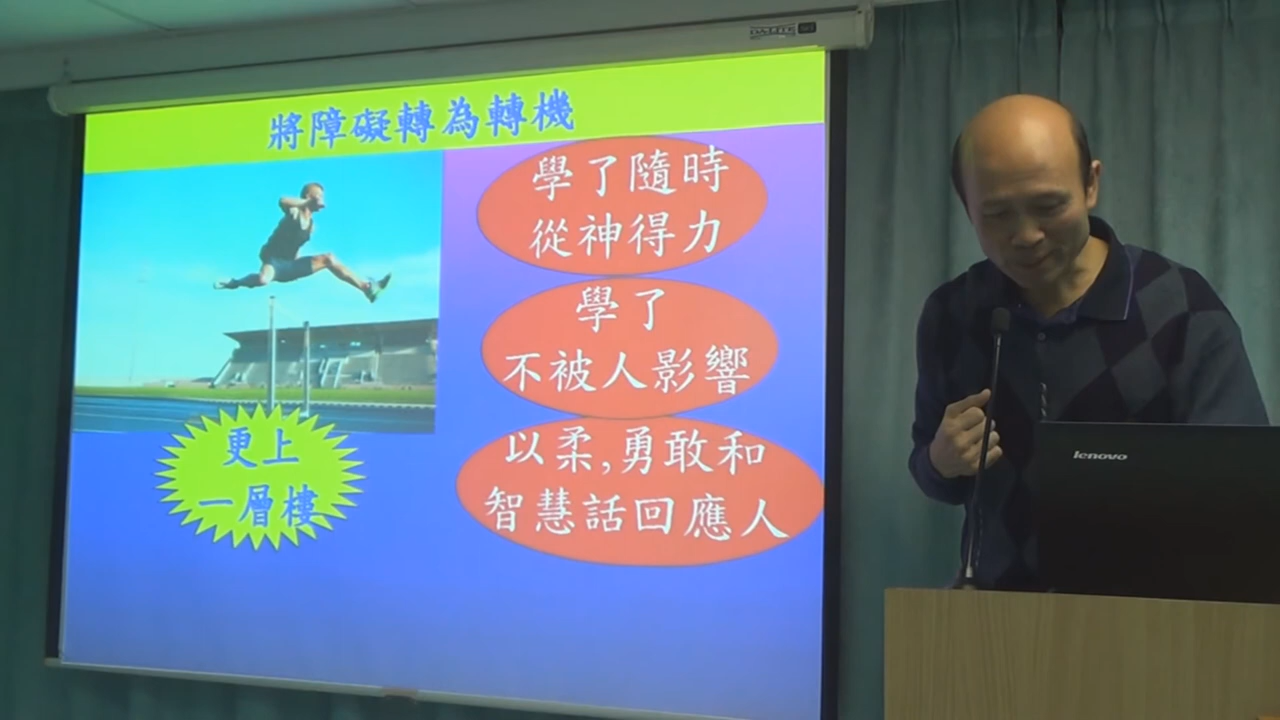 將障礙轉為轉機
學了隨時
從神得力
學了
不被人影響
以柔,勇敢和
智慧話回應人
更上
一層樓
DA-LITE
lenovo